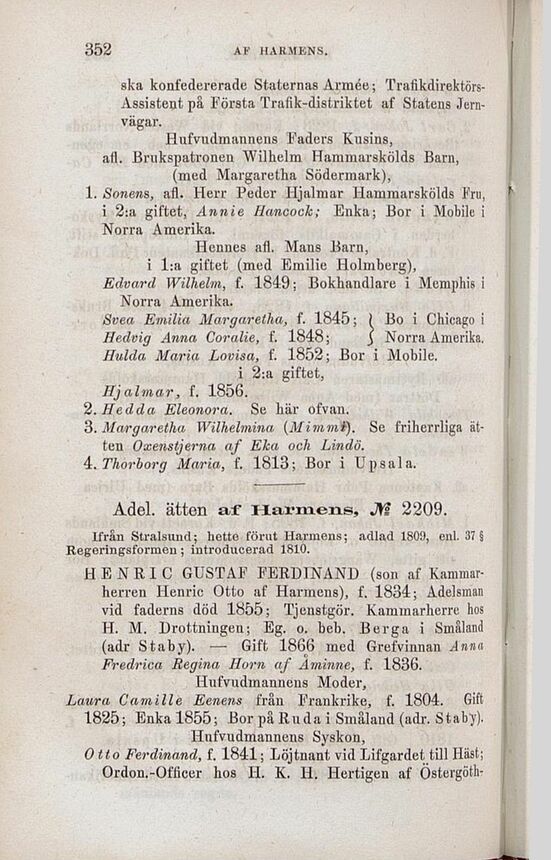 352 AF HARMENS.
ska konfedererade Staternas Armée; Trafikdirektörs-
Assistent på Första Trafik-distriktet af Statens Jern-
vägar.
Hufvudmannens Faders Kusins,
afl. Brukspatronen Wilhelm Hammarskölds Barn,
(med Margaretha Södermark),
1. Sonens, afl. Herr Peder Hjalmar Hammarskölds Fru,
i 2:a giftet, Annie Hancock; Enka; Bor i Mobile i
Norra Amerika.
Hennes afl. Mans Barn,
i 1:a giftet (med Emilie Holmberg),
Edvard Wilhelm, f. 1849; Bokhandlare i Memphis i
Norra Amerika.
Svea Emilia Margaretha, f. 1845; } Bo i Chicago i
Hedvig Anna Coralie, f. 1848; } Norra Amerika.
Hulda Maria Lovisa, f. 1852; Bor i Mobile.
i 2:a giftet,
Hjalmar, f. 1856.
2. Hedda Eleonora. Se här ofvan.
3. Margaretha Wilhelmina (Mimmi). Se friherrliga ät-
ten Oxenstjerna af Eka och Lindö.
4. Thorborg Maria, f. 1813; Bor i Upsala.
Adel. ätten af Harmens, № 2209.
Ifrån Stralsund; hette förut Harmens; adlad 1809, enl. 37 §
Regeringsformen; introducerad 1810.
HENRIC GUSTAF FERDINAND (son af Kammar-
herren Henric Otto af Harmens), f. 1834; Adelsman
vid faderns död 1855; Tjenstgör. Kammarherre hos
H. M. Drottningen; Eg. o. beb. Berga i Småland
(adr Staby). — Gift 1866 med Grefvinnan Anna
Fredrica Regina Horn af Åminne, f. 1836.
Hufvudmannens Moder,
Laura Camille Eenens från Frankrike, f. 1804. Gift
1825; Enka 1855; Bor på Ruda i Småland (adr. Staby).
Hufvudmannens Syskon,
Otto Ferdinand, f. 1841; Löjtnant vid Lifgardet till Häst;
Ordon.-Officer hos H. K. H. Hertigen af Östergöth-